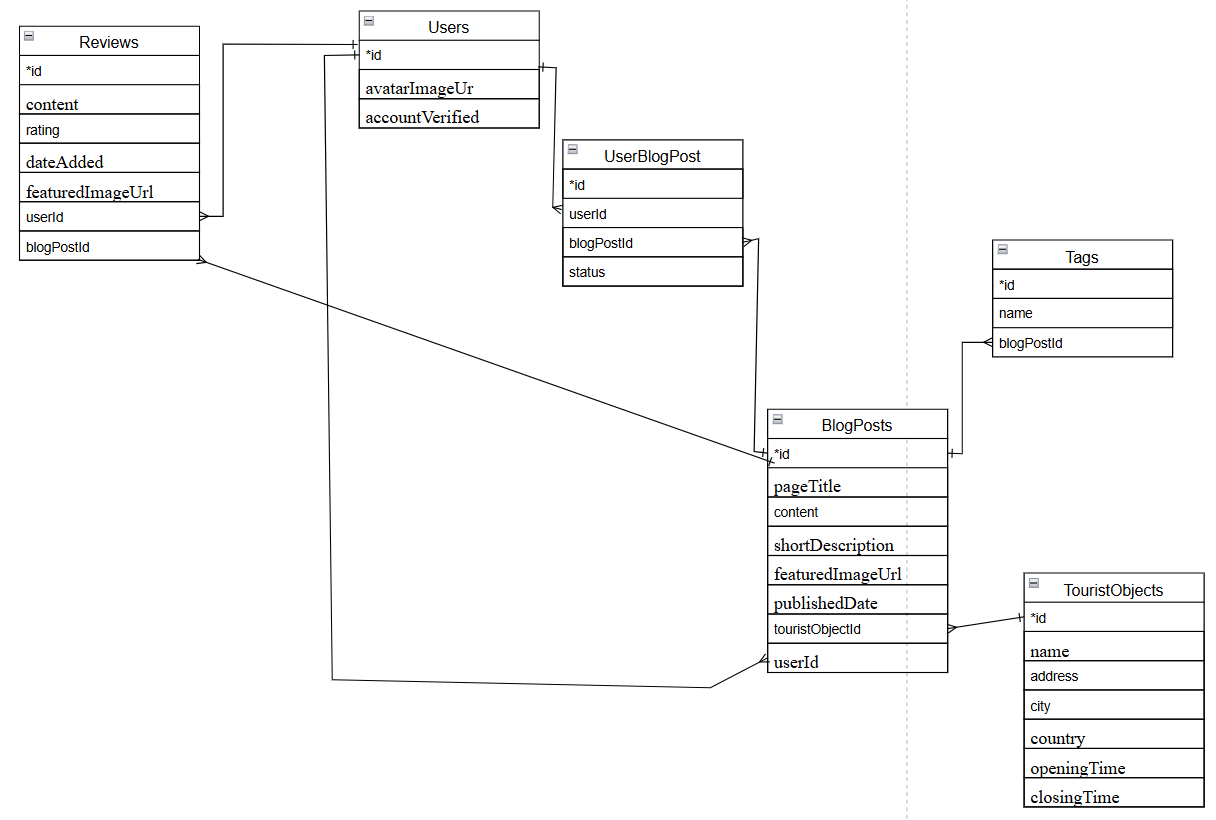 Reviews
*id
content
rating
dateAdded
featuredImageUrl
userId
blogPostId
Users
*id
avatarImageUr
accountVerified
UserBlogPost
*id
userId
blogPostId
status
Tags
*id
name
blogPostId
BlogPosts
*id
pageTitle
content
shortDescription
featuredImageUrl
publishedDate
touristObjectId
userId
TouristObjects
*id
name
address
city
country
openingTime
closingTime